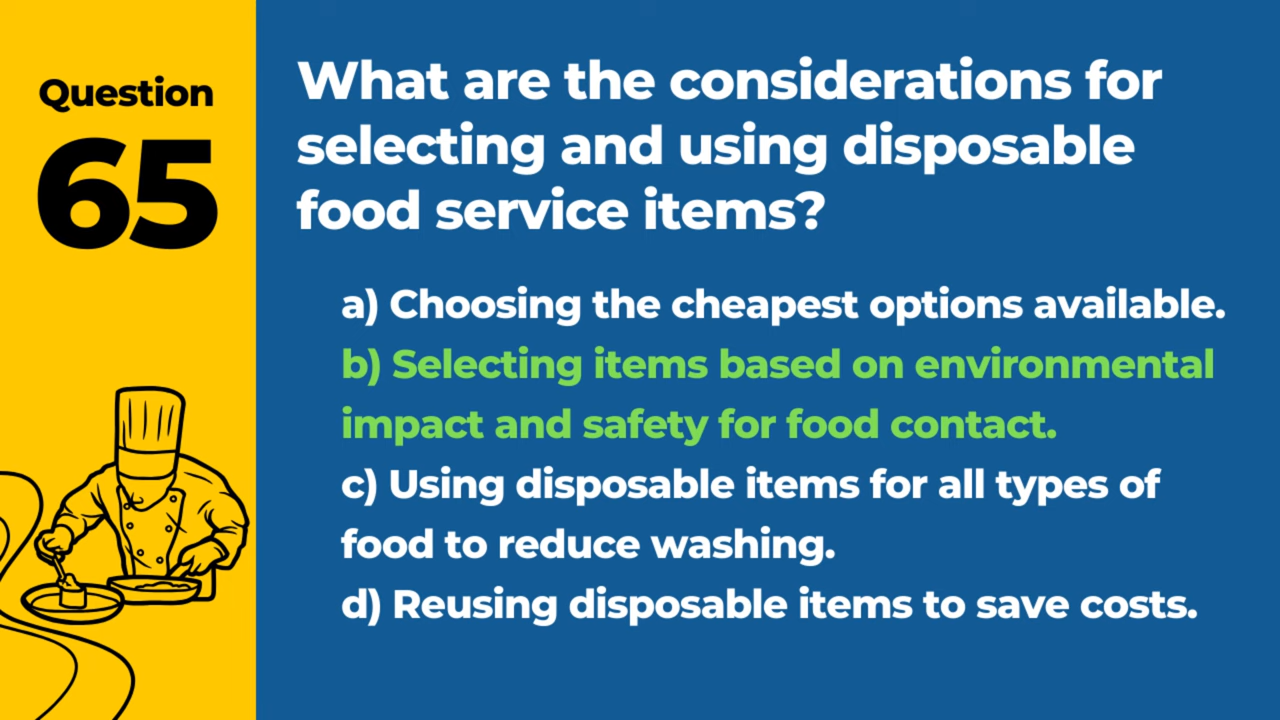 Question
65
What are the considerations for
selecting and using disposable
food service items?
a) Choosing the cheapest options available.
b) Selecting items based on environmental
impact and safety for food contact.
c) Using disposable items for all types of
food to reduce washing.
d) Reusing disposable items to save costs.